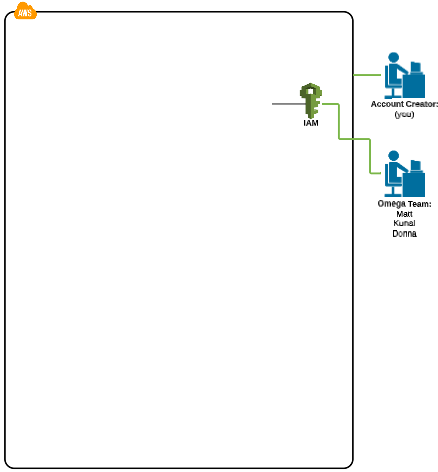 AWS
Account Creator:
(you)
IAM
Omega Team:
Matt
Kunal
Donna